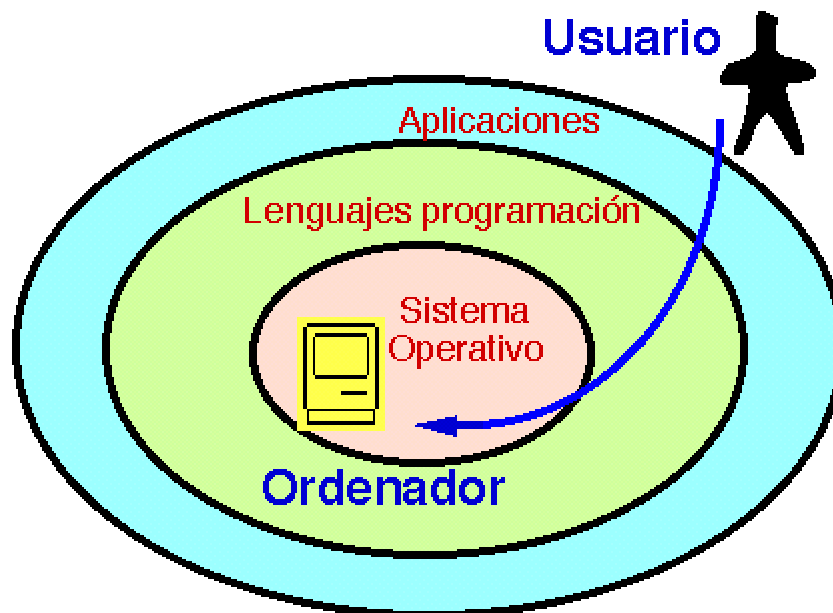 Usuario
Aplicaciones
Lenguajes programación
Sistema
Operativo
Ordenador